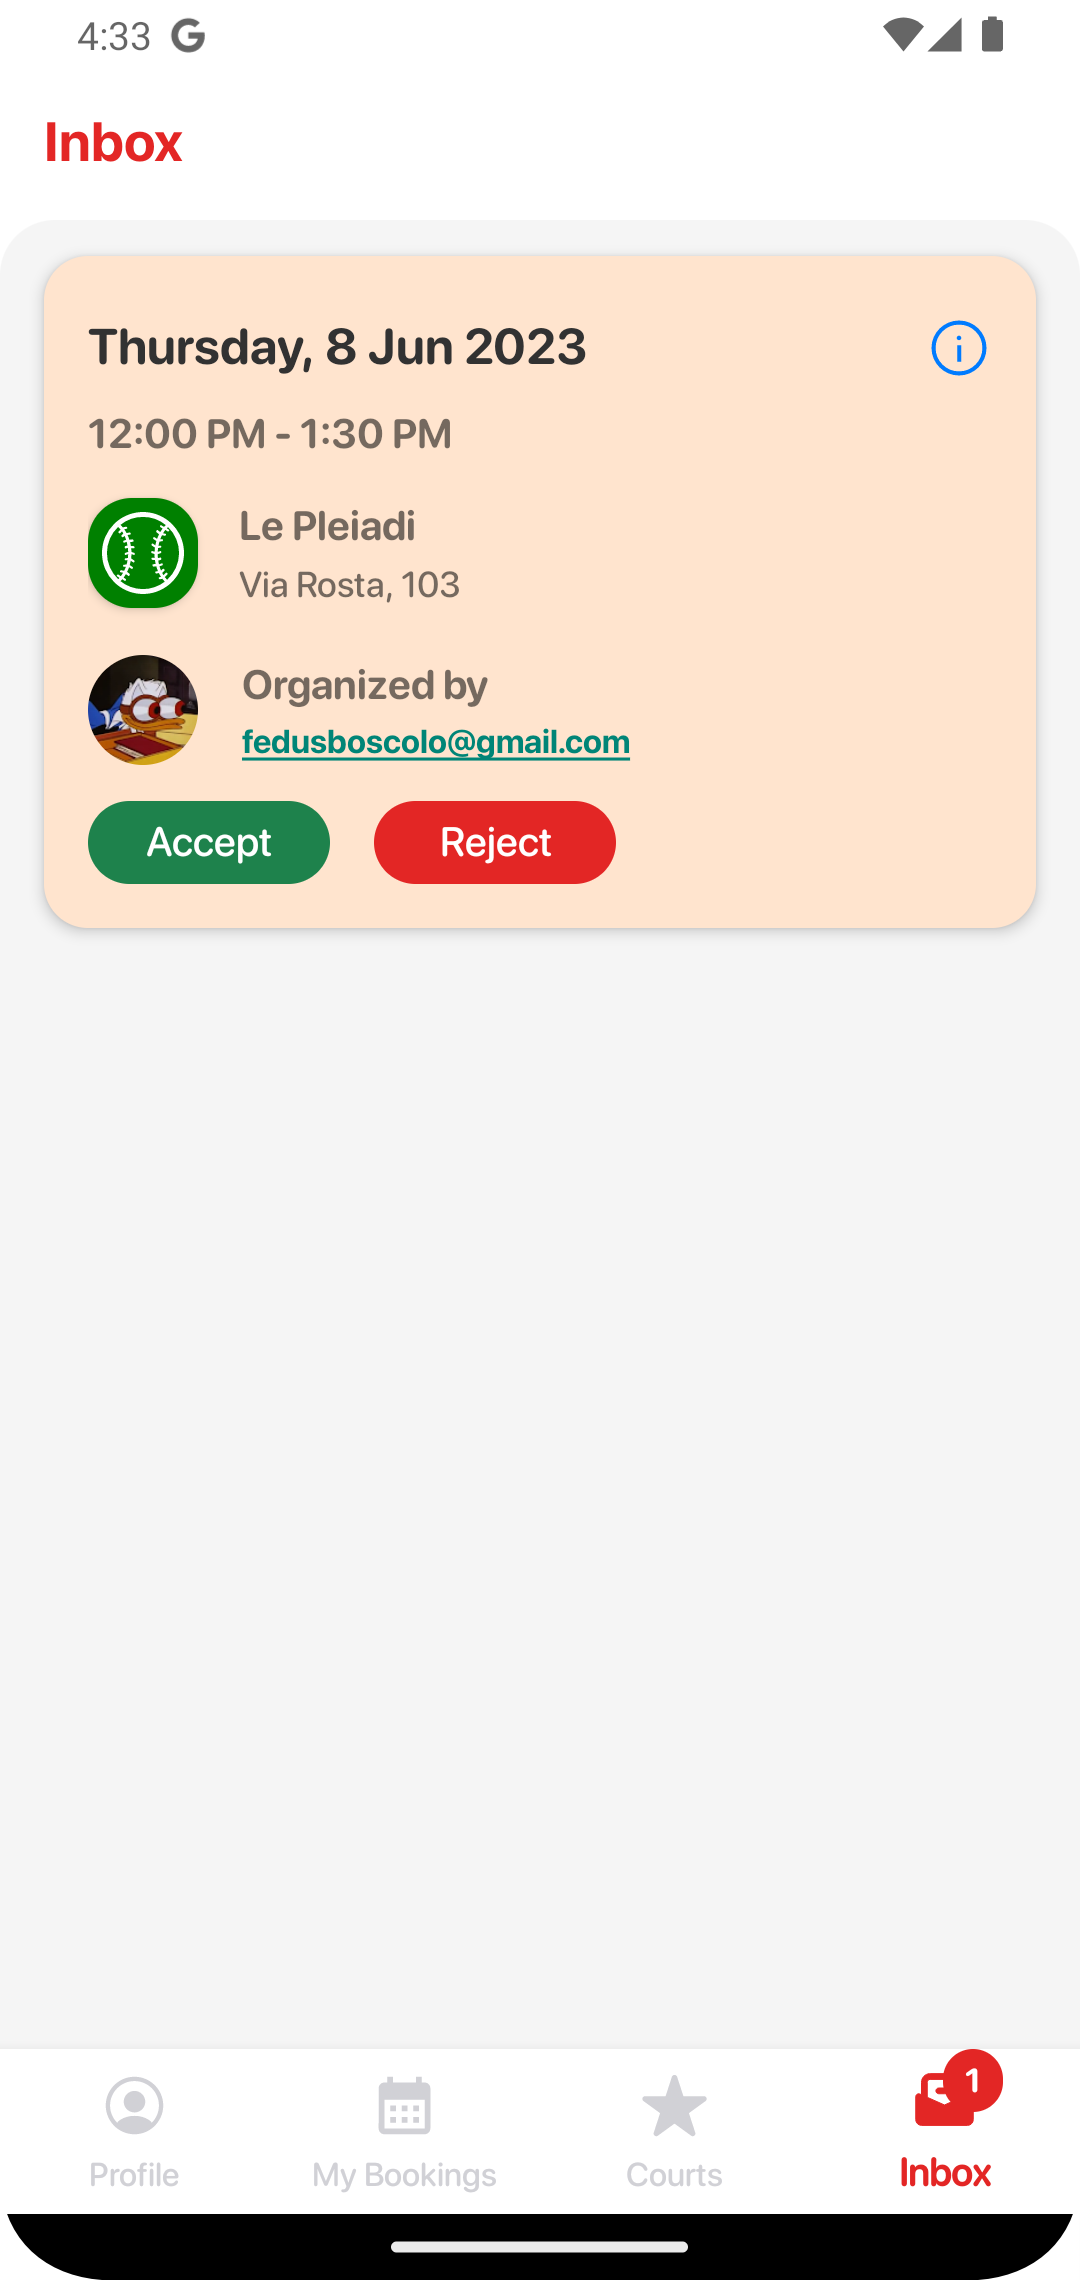 4:33
Inbox
Thursday, 8 Jun 2023
12:00 PM - 1:30 PM
Le Pleiadi
Via Rosta, 103
Organized by
fedusboscolo@gmail.com
Accept
Reject
1
Profile
My Bookings
Courts
Inbox